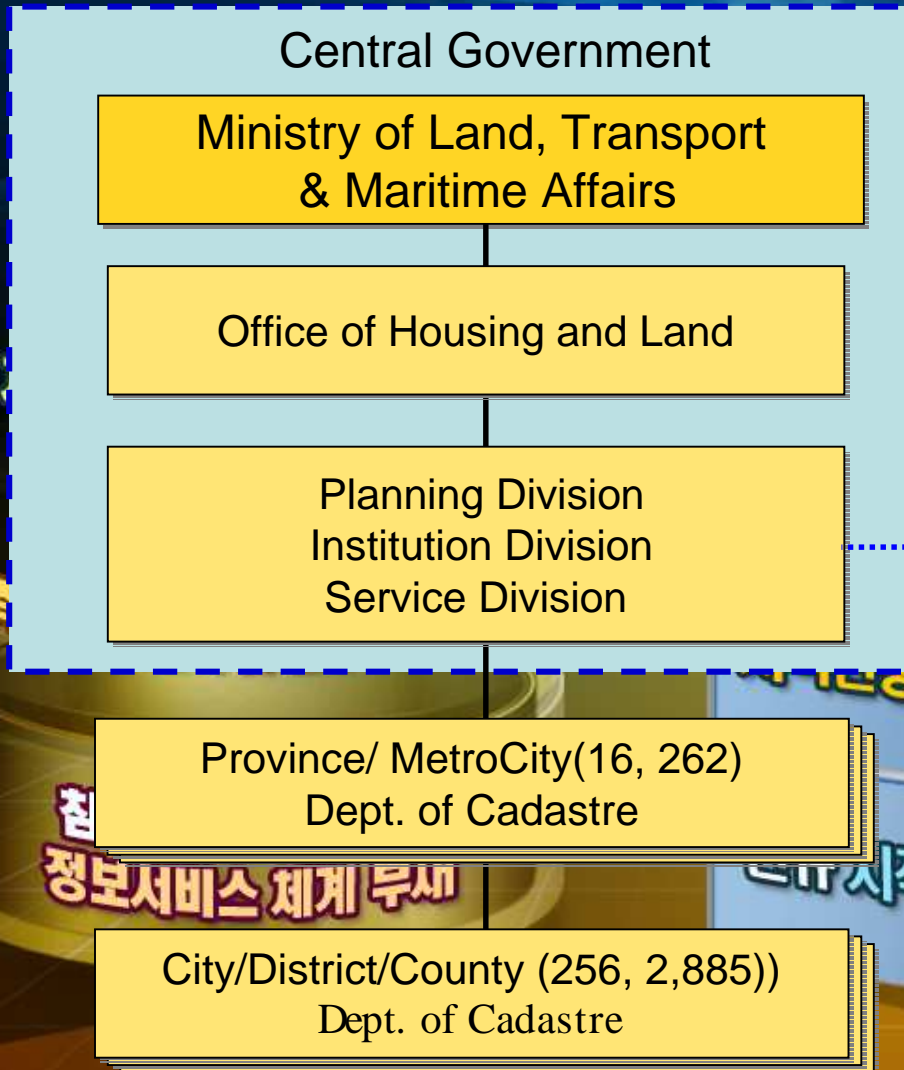 Central Government
Ministry of Land, Transport
& Maritime Affairs
Office of Housing and Land
Planning Division
Institution Division
Service Division
Province/ MetroCity(16, 262)
Dept. of Cadastre
정보서비스 체계 부재
City/District/County (256, 2,885))
Dept. of Cadastre